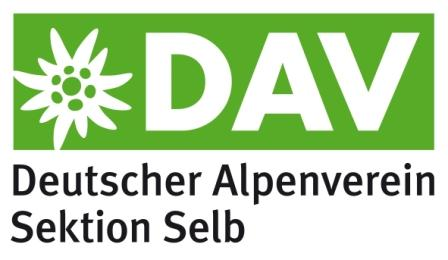 DAV
Deutscher Alpenverein
Sektion Selb